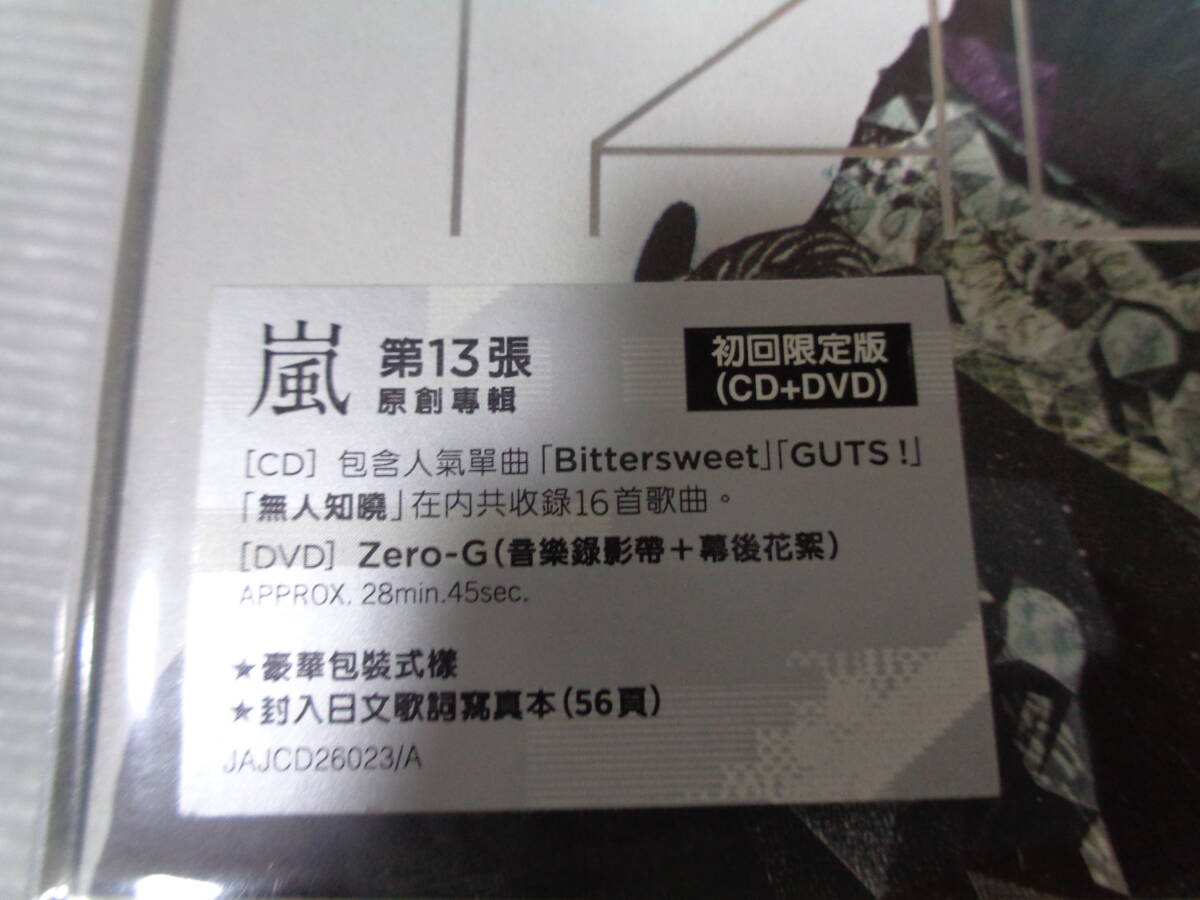 嵐 第13張
原創專輯
初回限定版
(CD+DVD)
[CD] 包含人氣單曲「Bittersweet」「GUTS !」
「無人知曉」在內共收錄16首歌曲。
[DVD] Zero-G(音樂錄影帶+幕後花絮)
APPROX. 28min.45sec.
★豪華包裝式樣
★封入日文歌詞寫真本(56頁)
JAJCD26023/A